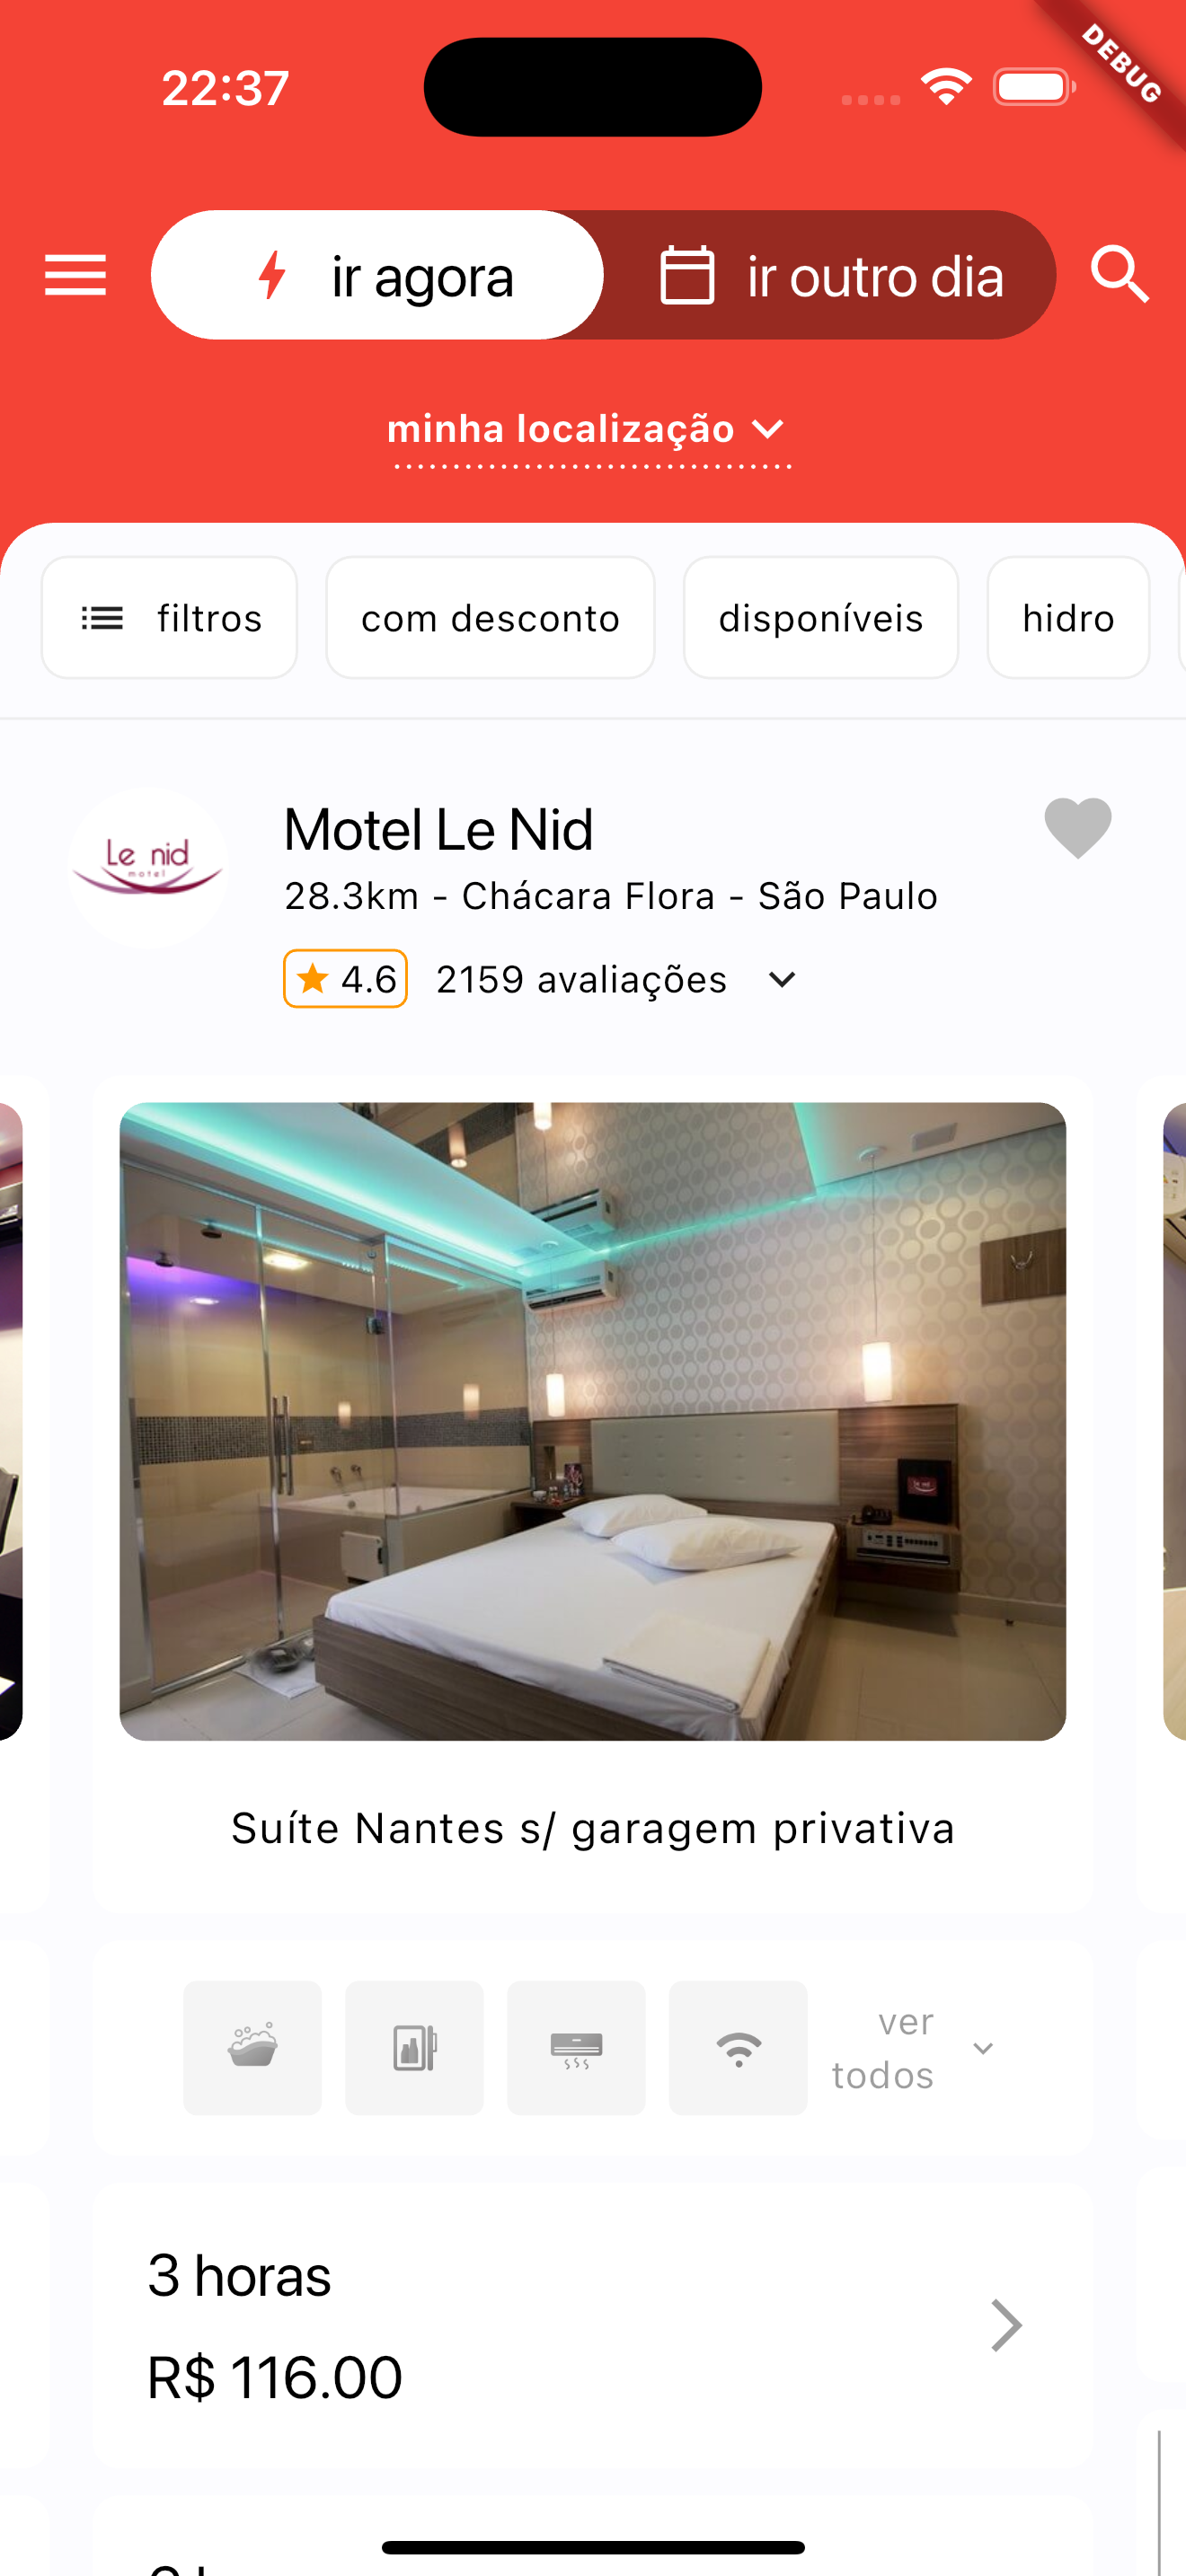 22:37
DEBUG
ir agora
ir outro dia
minha localização
filtros
com desconto
disponíveis
hidro
Le nid
motel
Motel Le Nid
28.3km - Chácara Flora - São Paulo
4.6
2159 avaliações
Suíte Nantes s/ garagem privativa
ver
todos
3 horas
R$ 116.00